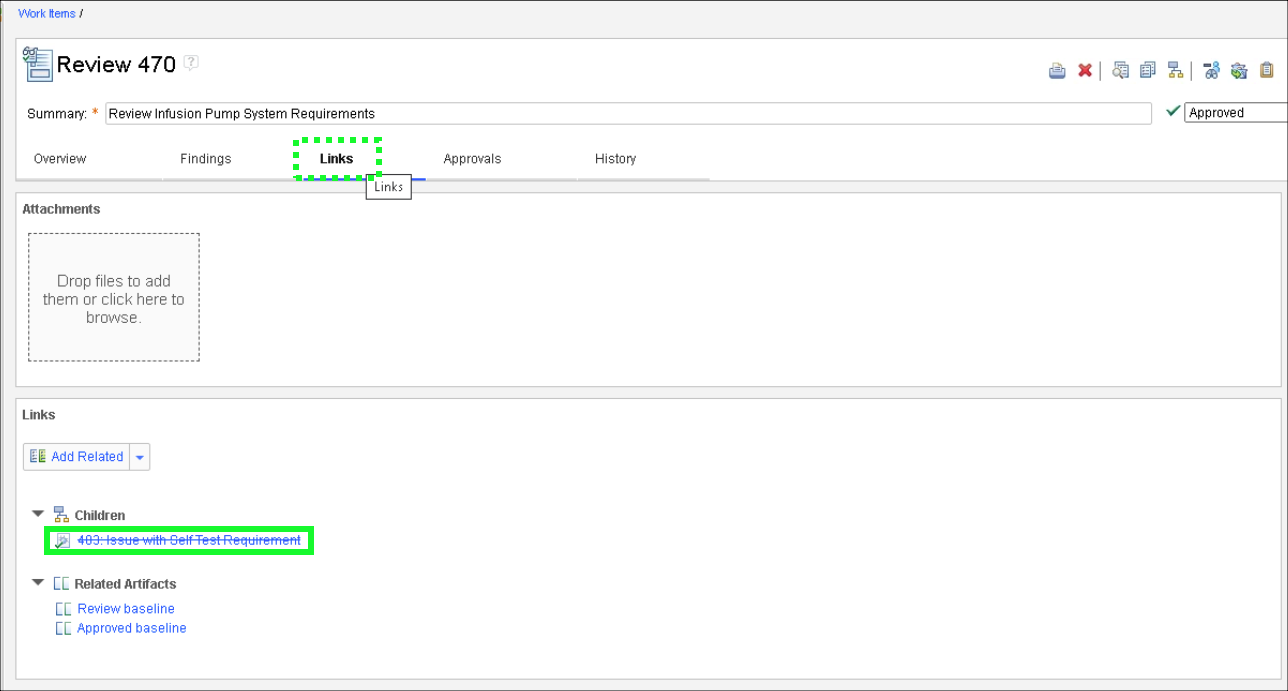 Work Items /
Review 470 ?
Summary: * Review Infusion Pump System Requirements
Approved
Overview Findings Links Approvals History
Links
Attachments
Drop files to add
them or click here to
browse.
Links
Add Related
Children
403: Issue with Self Test Requirement
Related Artifacts
Review baseline
Approved baseline